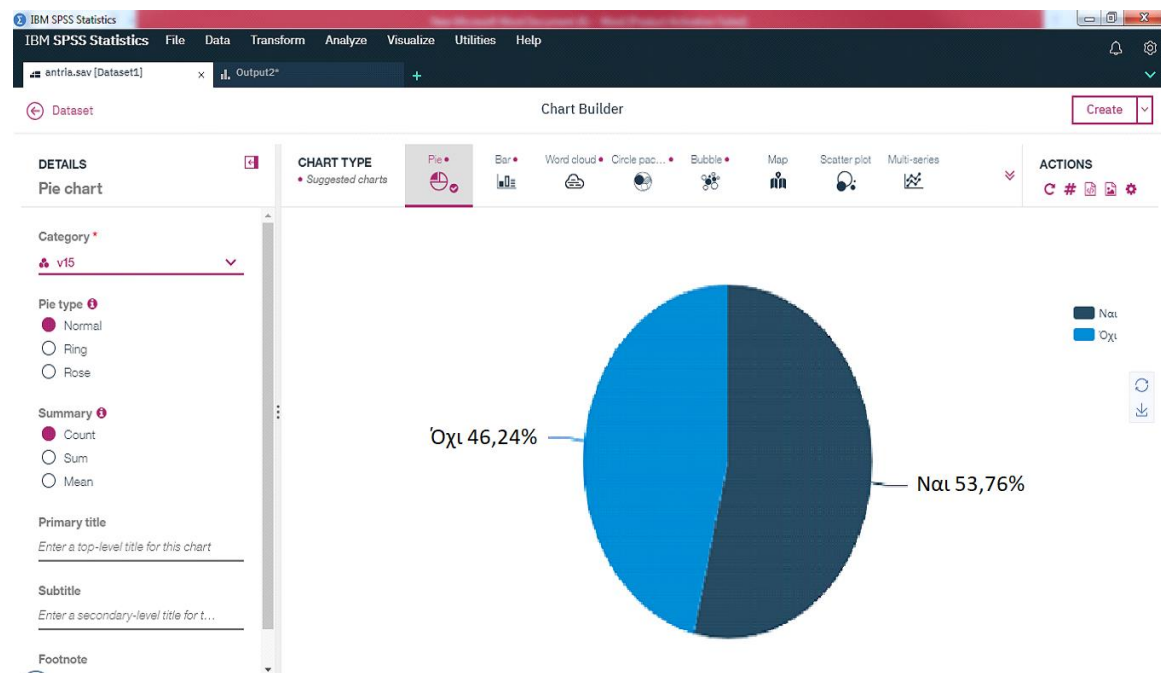 IBM SPSS Statistics
IBM SPSS Statistics File Data Transform Analyze Visualize Utilities Help
antria.sav [Dataset1] x Output2* +
Dataset
Chart Builder
Create
DETAILS
Pie chart
CHART TYPE
• Suggested charts
Pie • Bar • Word cloud • Circle pac... • Bubble • Map Scatter plot Multi-series
ACTIONS
Category *
v15
Pie type
Normal
Ring
Rose
Summary
Count
Sum
Mean
Primary title
Enter a top-level title for this chart
Subtitle
Enter a secondary-level title for t...
Footnote
Ναι
Όχι
Όχι 46,24%
Ναι 53,76%